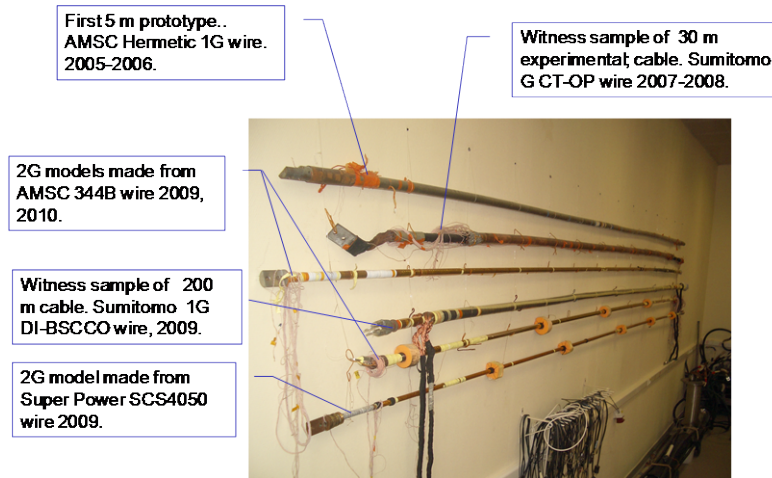 First 5 m prototype..
AMSC Hermetic 1G wire.
2005-2006.
Witness sample of 30 m
experimental; cable. Sumitomo
G CT-OP wire 2007-2008.
2G models made from
AMSC 344B wire 2009,
2010.
Witness sample of 200
m cable. Sumitomo 1G
DI-BSCCO wire, 2009.
2G model made from
Super Power SCS4050
wire 2009.